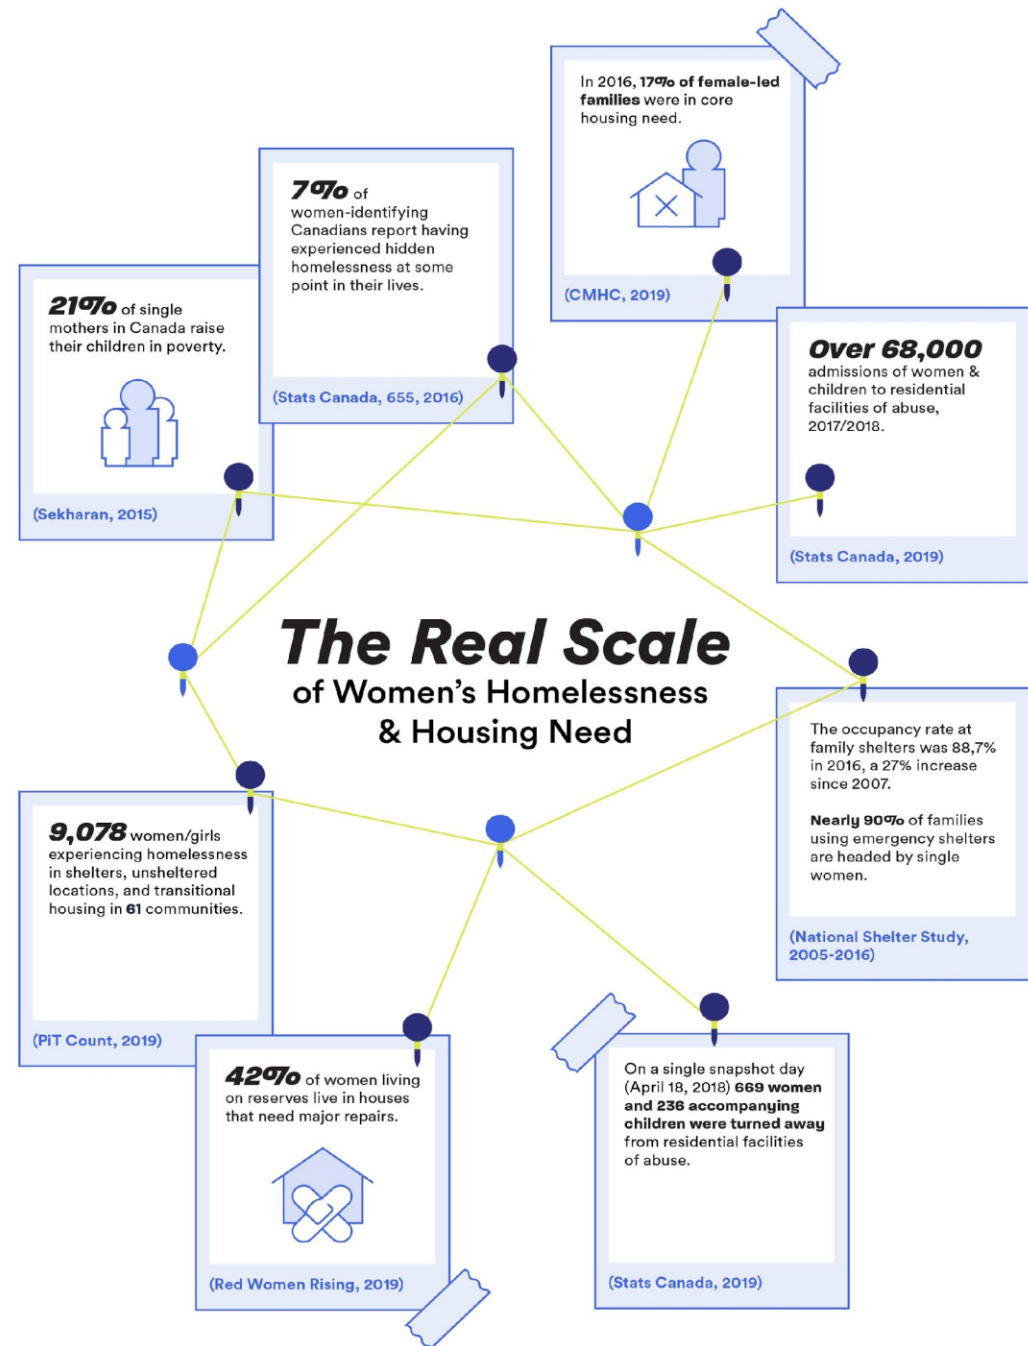 In 2016, 17% of female-led
families were in core
housing need.
(CMHC, 2019)
7% of
women-identifying
Canadians report having
experienced hidden
homelessness at some
point in their lives.
(Stats Canada, 655, 2016)
21% of single
mothers in Canada raise
their children in poverty.
(Sekharan, 2015)
Over 68,000
admissions of women &
children to residential
facilities of abuse,
2017/2018.
(Stats Canada, 2019)
The Real Scale
of Women's Homelessness
& Housing Need
The occupancy rate at
family shelters was 88,7%
in 2016, a 27% increase
since 2007.
Nearly 90% of families
using emergency shelters
are headed by single
women.
(National Shelter Study,
2005-2016)
9,078 women/girls
experiencing homelessness
in shelters, unsheltered
locations, and transitional
housing in 61 communities.
(PiT Count, 2019)
42% of women living
on reserves live in houses
that need major repairs.
(Red Women Rising, 2019)
On a single snapshot day
(April 18, 2018) 669 women
and 236 accompanying
children were turned away
from residential facilities
of abuse.
(Stats Canada, 2019)